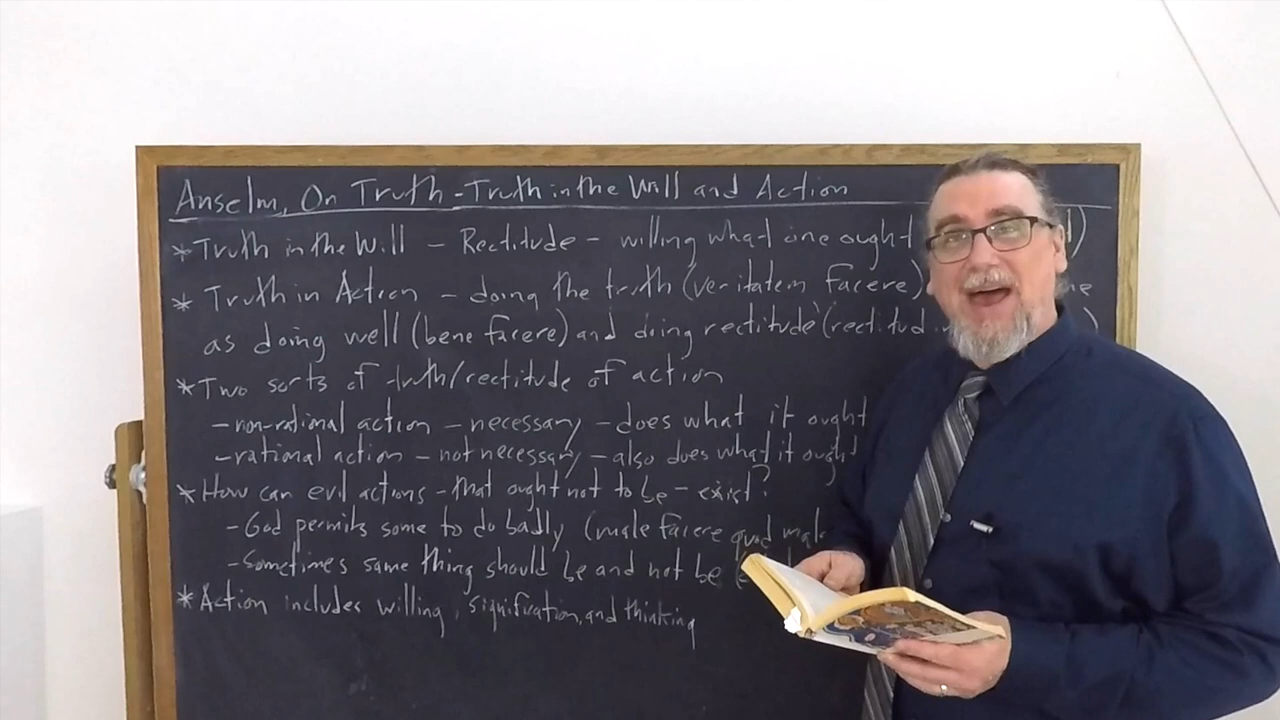 Anselm, On Truth - Truth in the Will and Action
* Truth in the Will - Rectitude - willing what one ought
* Truth in Action - doing the truth (veritatem facere)
as doing well (bene facere) and doing rectitude (rectitud
* Two sorts of truth/rectitude of action
- non-rational action - necessary - does what it ought
- rational action - not necessary - also does what it ought
* How can evil actions - that ought not to be - exist?
- God permits some to do badly (male facere quod mal
- Sometimes same thing should be and not be
* Action includes willing, signification, and thinking